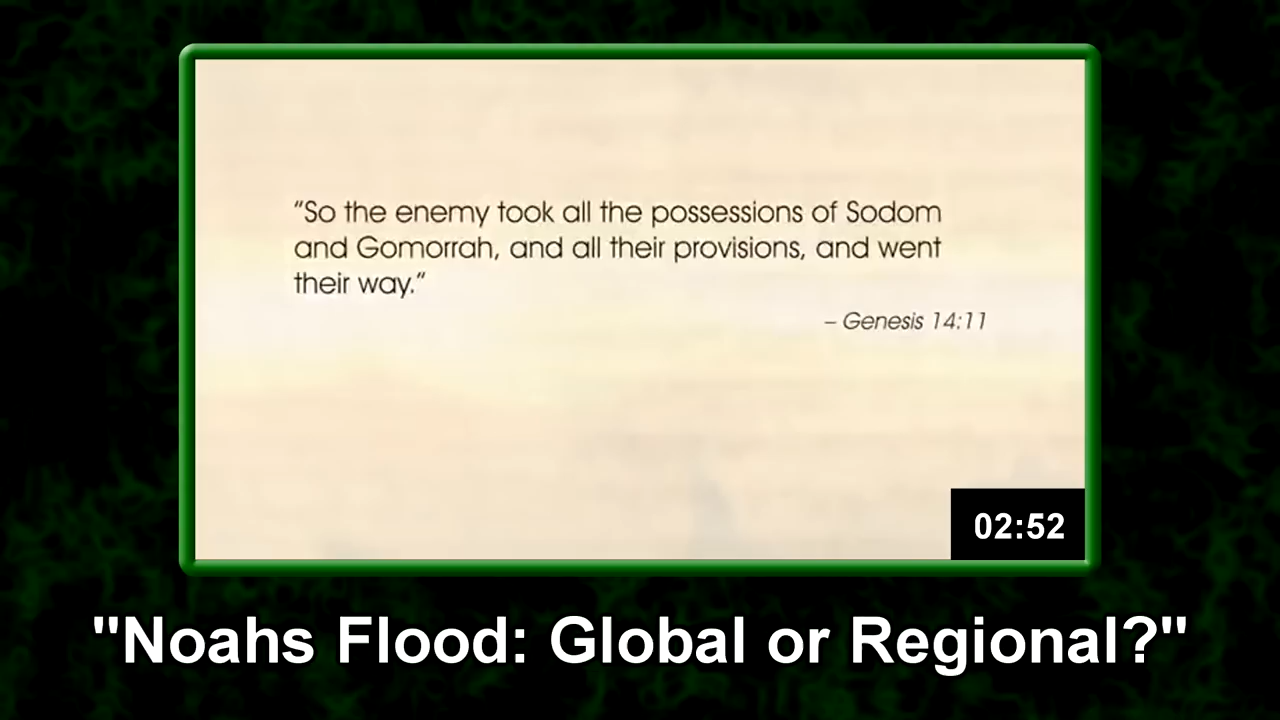 “So the enemy took all the possessions of Sodom
and Gomorrah, and all their provisions, and went
their way.”
– Genesis 14:11
02:52
"Noahs Flood: Global or Regional?"